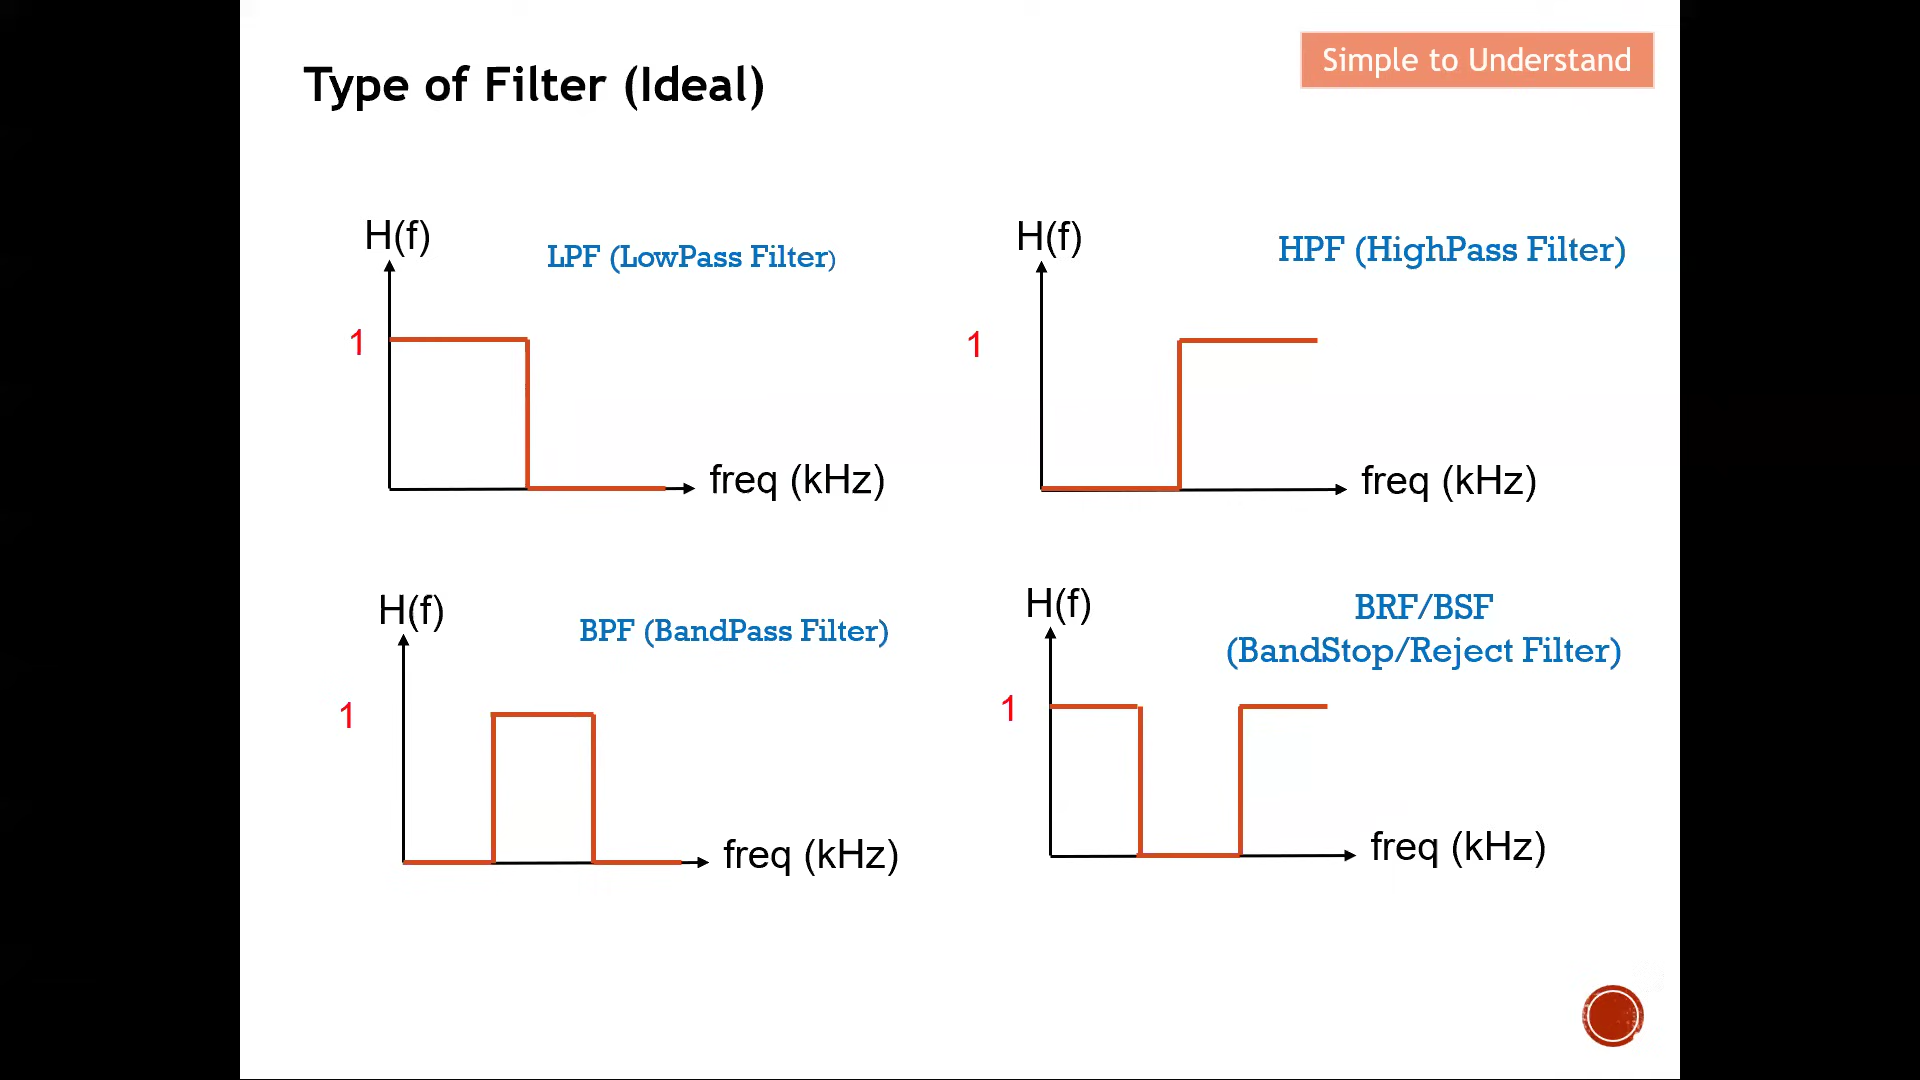 Type of Filter (Ideal)
Simple to Understand
H(f)
LPF (LowPass Filter)
1
freq (kHz)
H(f)
HPF (HighPass Filter)
1
freq (kHz)
H(f)
BPF (BandPass Filter)
1
freq (kHz)
H(f)
BRF/BSF
(BandStop/Reject Filter)
1
freq (kHz)